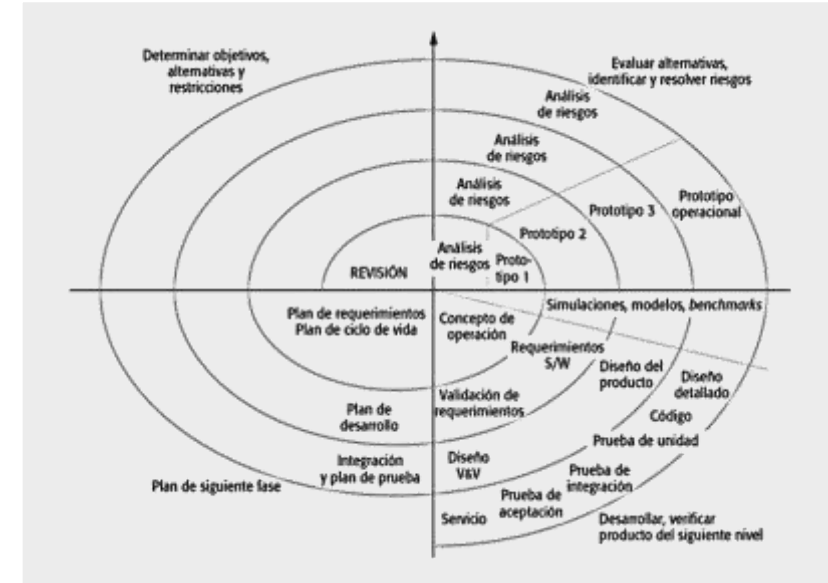 Determinar objetivos,
alternativas y
restricciones
Evaluar alternativas,
identificar y resolver riesgos
Análisis
de riesgos
Análisis
de riesgos
Análisis
de riesgos
Análisis
de riesgos
Proto-
tipo 1
Prototipo 2
Prototipo 3
Prototipo
operacional
REVISIÓN
Simulaciones, modelos, benchmarks
Plan de requerimientos
Plan de ciclo de vida
Concepto de
operación
Requerimientos
S/W
Diseño del
producto
Diseño
detallado
Plan de
desarrollo
Validación de
requerimientos
Código
Prueba de unidad
Integración
y plan de prueba
Diseño
V&V
Prueba de
integración
Plan de siguiente fase
Prueba de
aceptación
Servicio
Desarrollar, verificar
producto del siguiente nivel